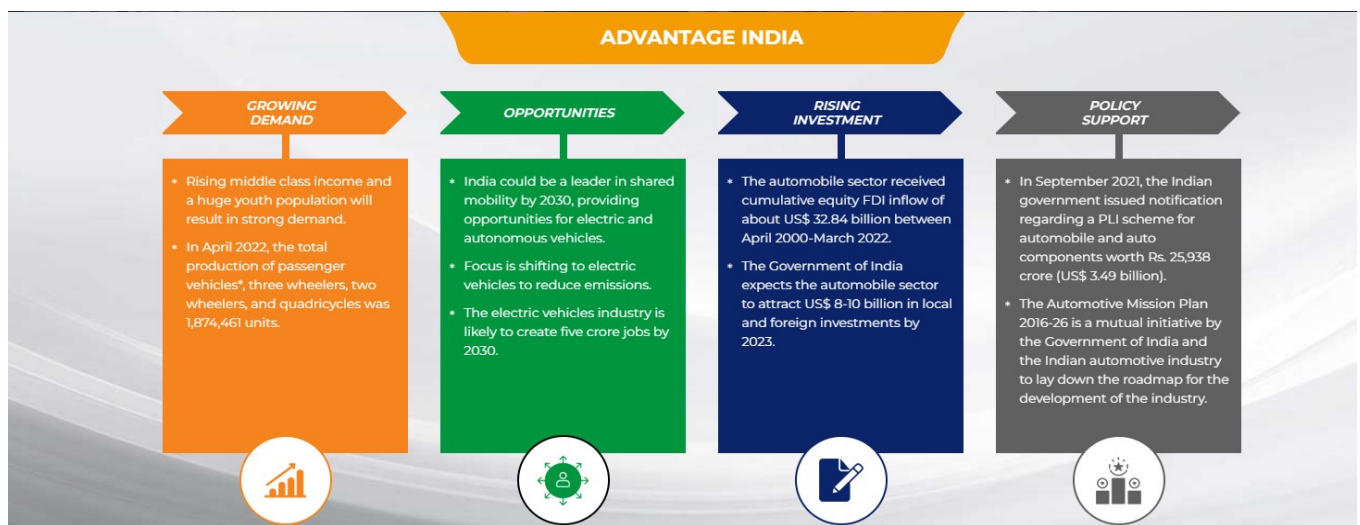 ADVANTAGE INDIA
GROWING
DEMAND
* Rising middle class income and
a huge youth population will
result in strong demand.
* In April 2022, the total
production of passenger
vehicles*, three wheelers, two
wheelers, and quadricycles was
1,874,461 units.
OPPORTUNITIES
* India could be a leader in shared
mobility by 2030, providing
opportunities for electric and
autonomous vehicles.
* Focus is shifting to electric
vehicles to reduce emissions.
* The electric vehicles industry is
likely to create five crore jobs by
2030.
RISING
INVESTMENT
* The automobile sector received
cumulative equity FDI inflow of
about US$ 32.84 billion between
April 2000-March 2022.
* The Government of India
expects the automobile sector
to attract US$ 8-10 billion in local
and foreign investments by
2023.
POLICY
SUPPORT
* In September 2021, the Indian
government issued notification
regarding a PLI scheme for
automobile and auto
components worth Rs. 25,938
crore (US$ 3.49 billion).
* The Automotive Mission Plan
2016-26 is a mutual initiative by
the Government of India and
the Indian automotive industry
to lay down the roadmap for the
development of the industry.